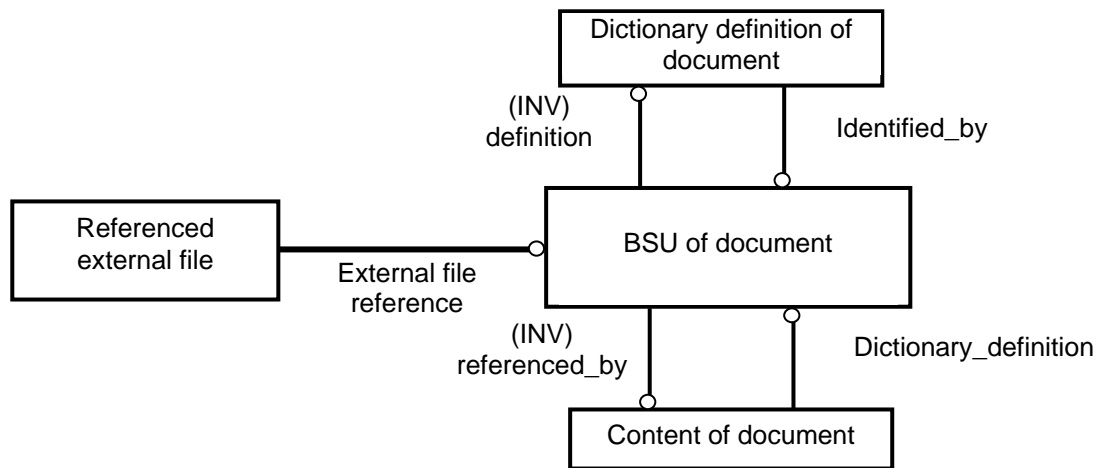 Dictionary definition of
document
(INV)
definition
Identified_by
Referenced
external file
External file
reference
BSU of document
(INV)
referenced_by
Dictionary_definition
Content of document